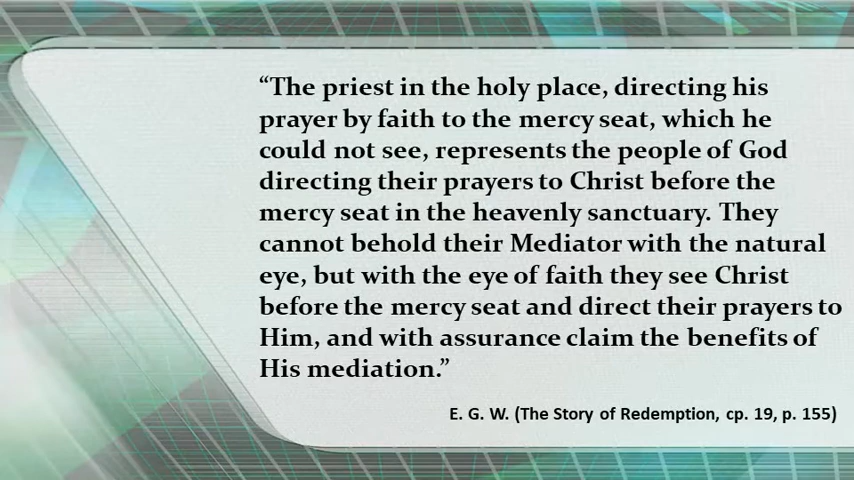 “The priest in the holy place, directing his
prayer by faith to the mercy seat, which he
could not see, represents the people of God
directing their prayers to Christ before the
mercy seat in the heavenly sanctuary. They
cannot behold their Mediator with the natural
eye, but with the eye of faith they see Christ
before the mercy seat and direct their prayers to
Him, and with assurance claim the benefits of
His mediation.”
E. G. W. (The Story of Redemption, cp. 19, p. 155)